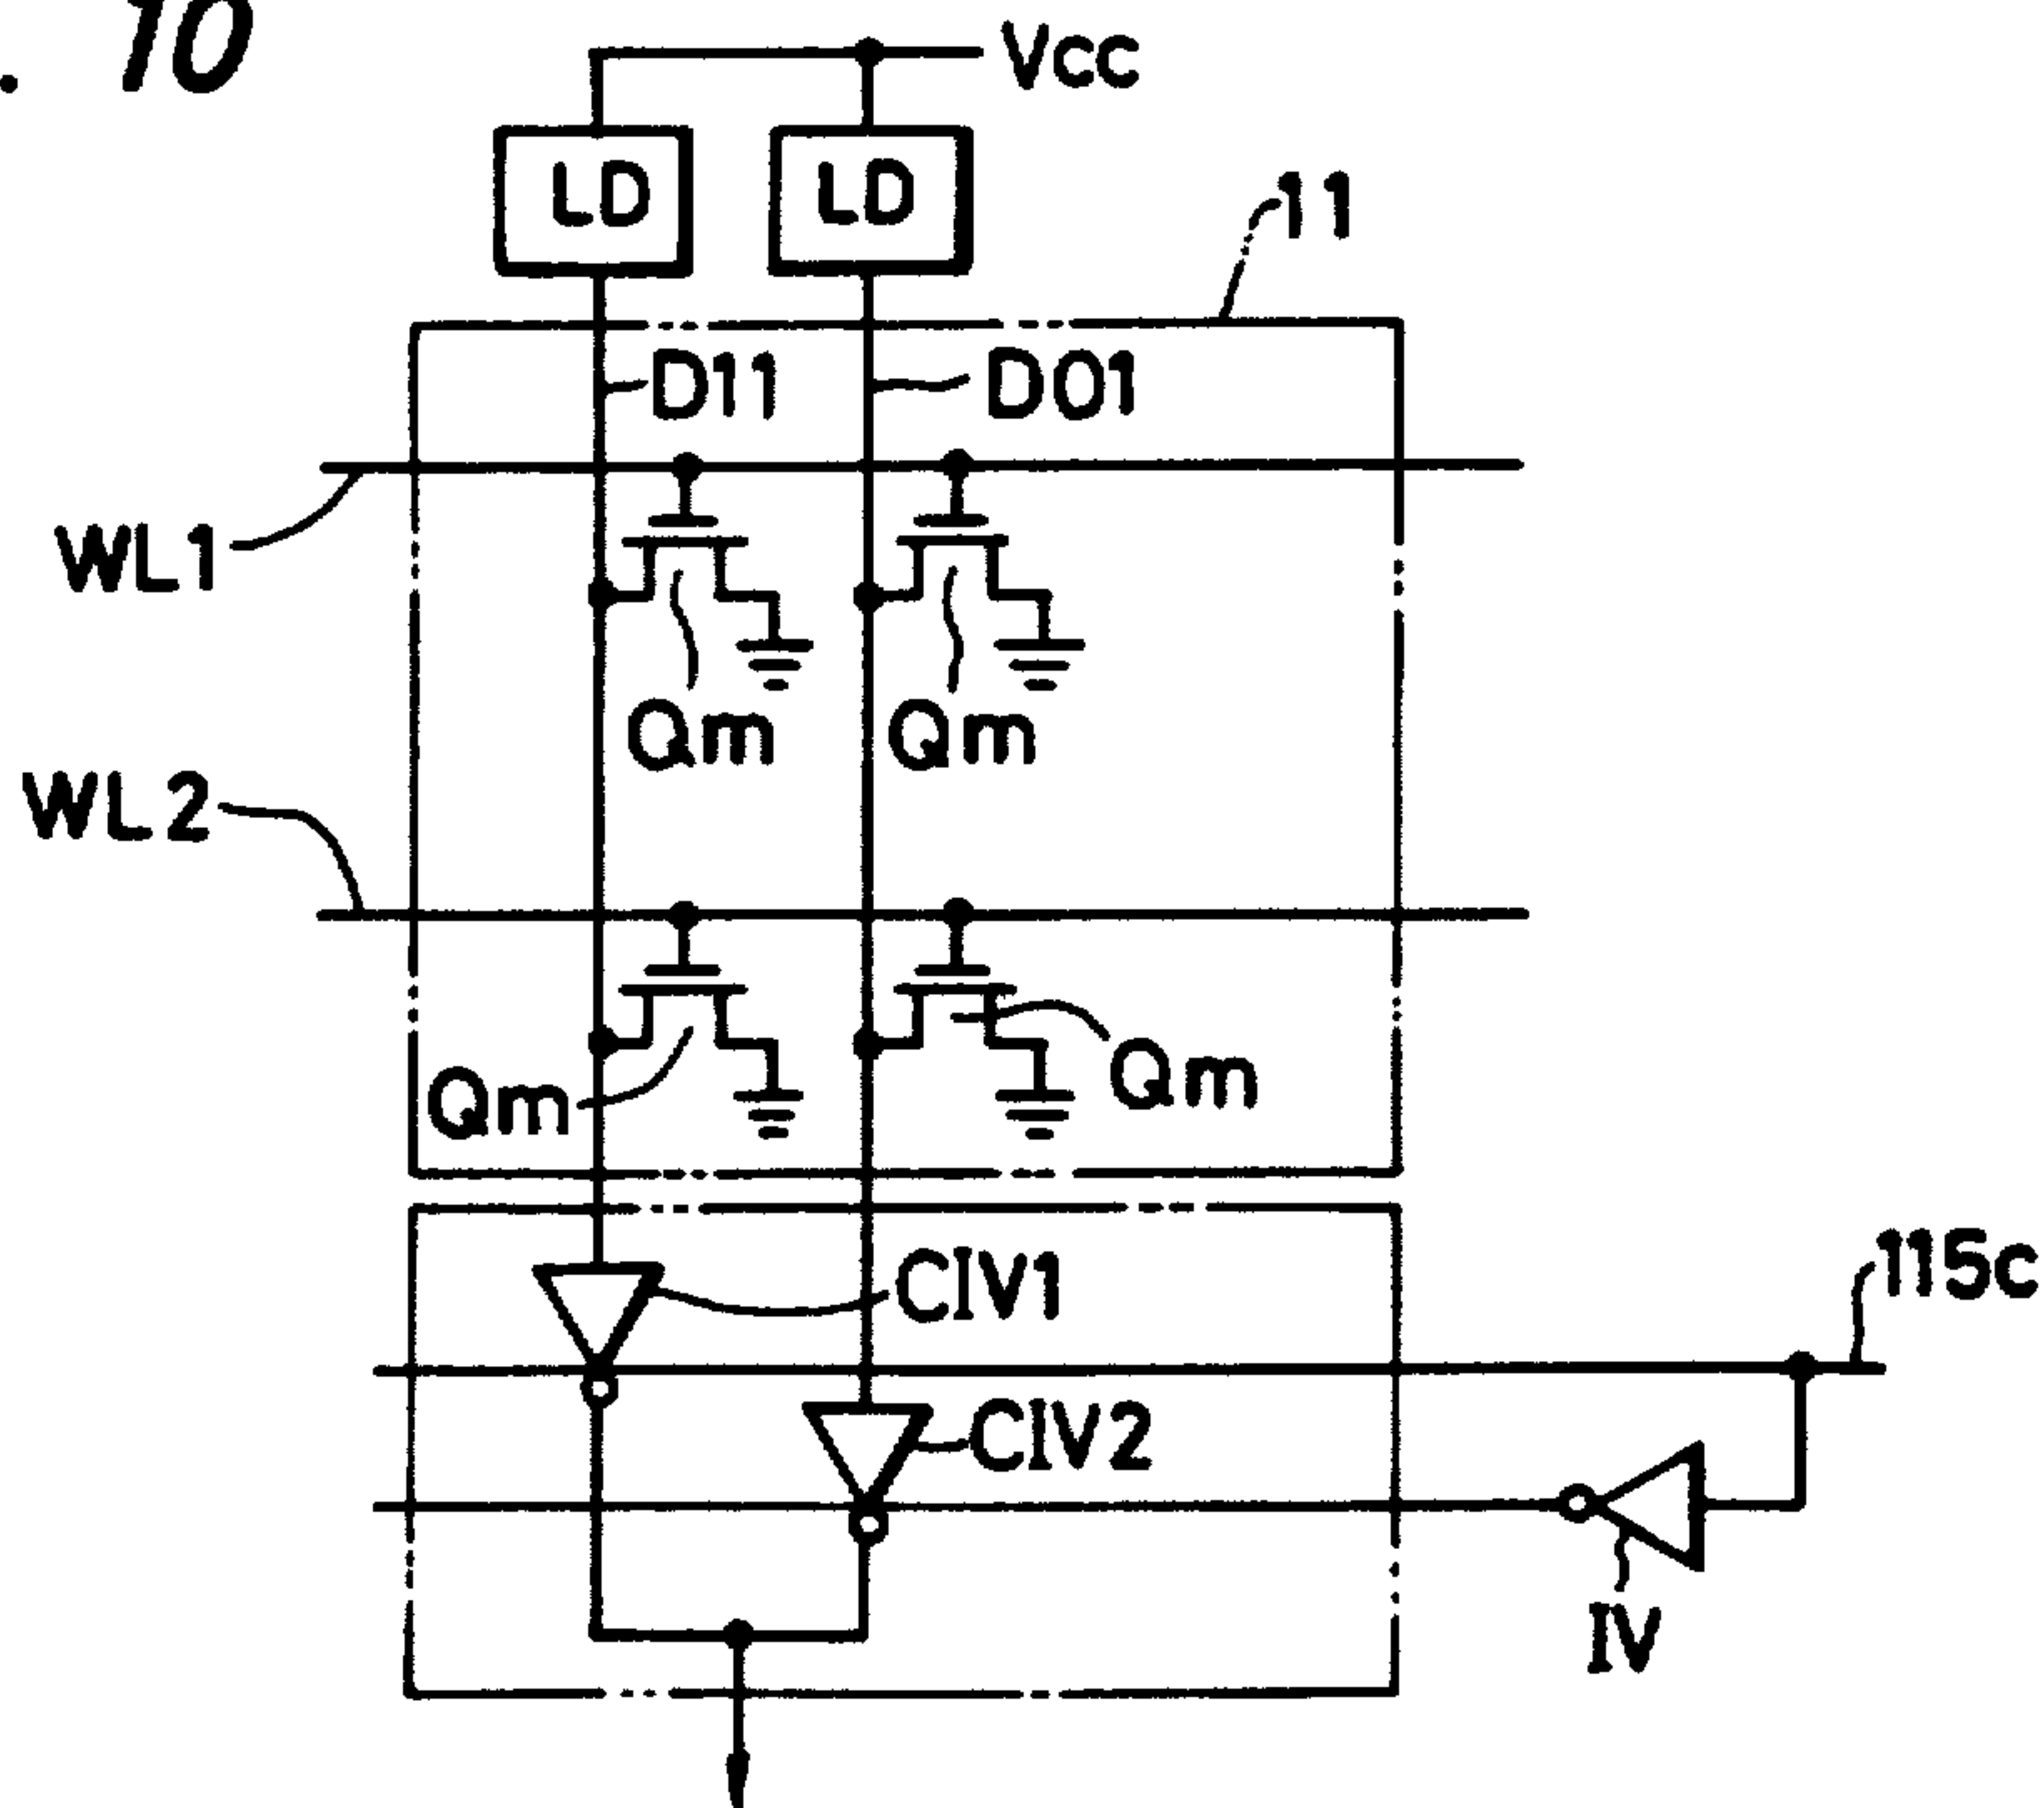 . 10
Vcc
LD LD
11
D11 D01
WL1
Qm Qm
WL2
Qm Qm
CIV1
115c
CIV2
IV